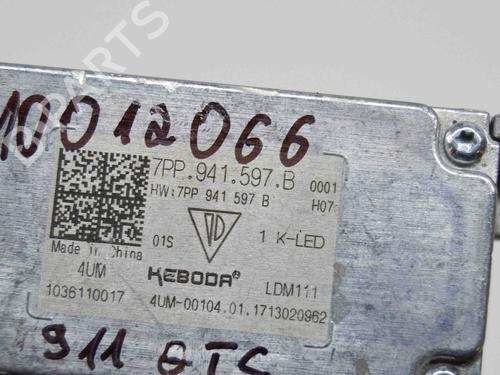 PARTS
10012066
7PP.941.597.B 0001
HW:7PP 941 597 B H07
01S 1 K-LED
Made in China
4UM KEBODA® LDM111
1036110017 4UM-00104.01.1713020962
911 GTS